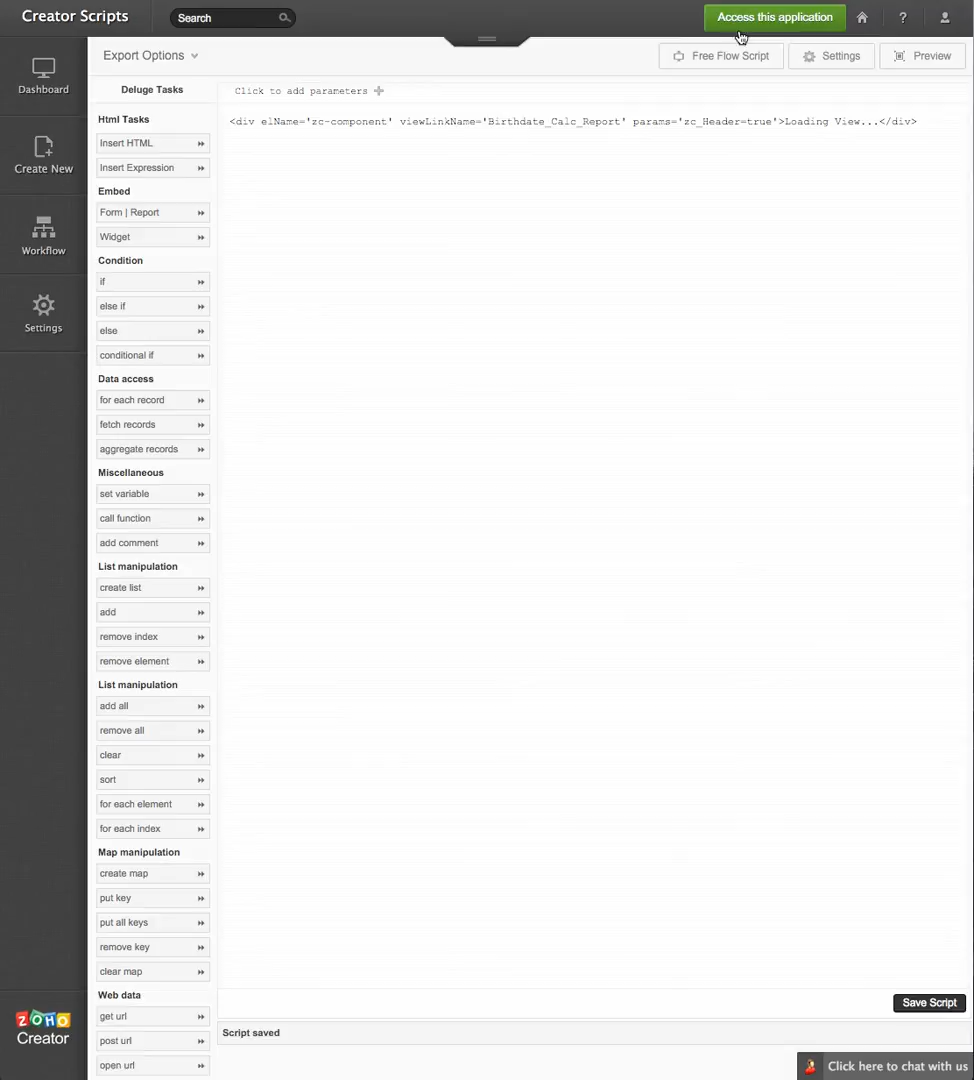 Creator Scripts
Search
Access this application
?
Dashboard
Create New
Workflow
Settings
Export Options
Free Flow Script
Settings
Preview
Deluge Tasks
Click to add parameters
Html Tasks
Insert HTML
Insert Expression
Embed
Form | Report
Widget
Condition
if
else if
else
conditional if
Data access
for each record
fetch records
aggregate records
Miscellaneous
set variable
call function
add comment
List manipulation
create list
add
remove index
remove element
List manipulation
add all
remove all
clear
sort
for each element
for each index
Map manipulation
create map
put key
put all keys
remove key
clear map
Web data
get url
post url
open url
<div elName='zc-component' viewLinkName='Birthdate_Calc_Report' params='zc_Header=true'>Loading View...</div>
Save Script
Script saved
ZOHO
Creator
Click here to chat with us